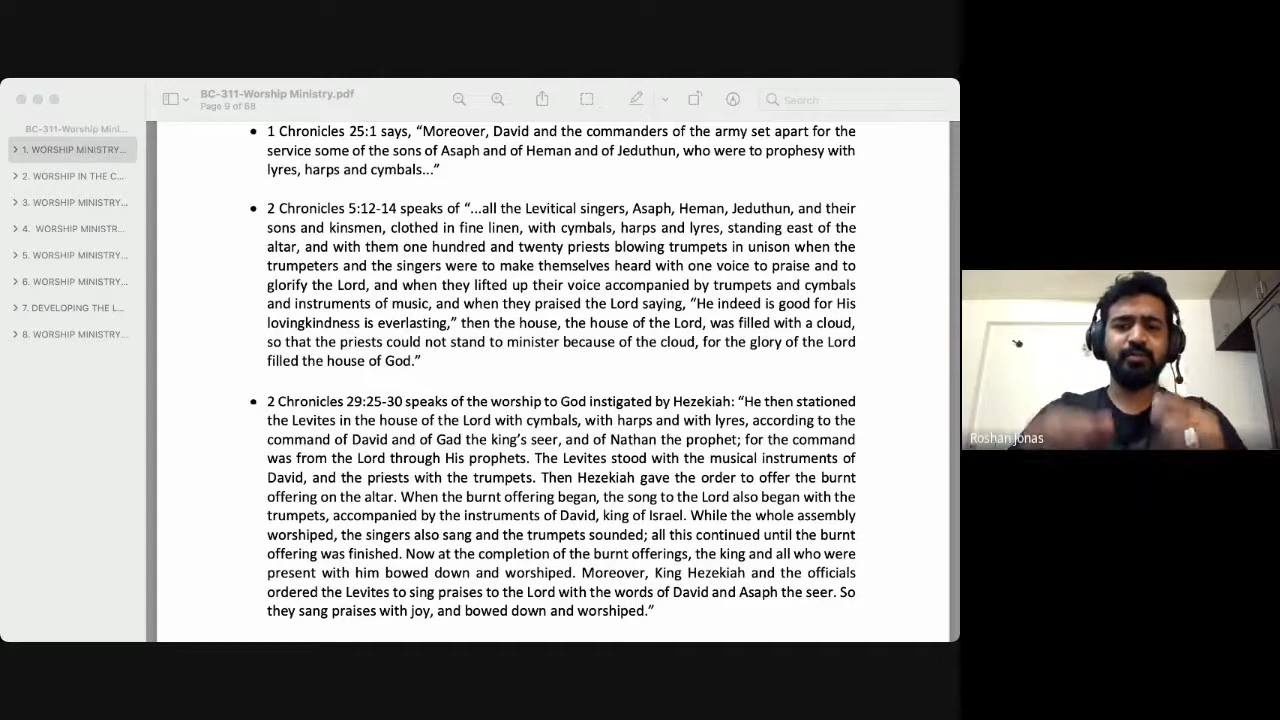 BC-311-Worship Ministry.pdf
Page 9 of 68
Search
BC-311-Worship Mini...
1. WORSHIP MINISTRY...
2. WORSHIP IN THE C...
3. WORSHIP MINISTRY...
4. WORSHIP MINISTR...
5. WORSHIP MINISTRY...
6. WORSHIP MINISTRY...
7. DEVELOPING THE L...
8. WORSHIP MINISTRY...
• 1 Chronicles 25:1 says, “Moreover, David and the commanders of the army set apart for the
service some of the sons of Asaph and of Heman and of Jeduthun, who were to prophesy with
lyres, harps and cymbals...”
• 2 Chronicles 5:12-14 speaks of “...all the Levitical singers, Asaph, Heman, Jeduthun, and their
sons and kinsmen, clothed in fine linen, with cymbals, harps and lyres, standing east of the
altar, and with them one hundred and twenty priests blowing trumpets in unison when the
trumpeters and the singers were to make themselves heard with one voice to praise and to
glorify the Lord, and when they lifted up their voice accompanied by trumpets and cymbals
and instruments of music, and when they praised the Lord saying, “He indeed is good for His
lovingkindness is everlasting,” then the house, the house of the Lord, was filled with a cloud,
so that the priests could not stand to minister because of the cloud, for the glory of the Lord
filled the house of God.”
• 2 Chronicles 29:25-30 speaks of the worship to God instigated by Hezekiah: “He then stationed
the Levites in the house of the Lord with cymbals, with harps and with lyres, according to the
command of David and of Gad the king’s seer, and of Nathan the prophet; for the command
was from the Lord through His prophets. The Levites stood with the musical instruments of
David, and the priests with the trumpets. Then Hezekiah gave the order to offer the burnt
offering on the altar. When the burnt offering began, the song to the Lord also began with the
trumpets, accompanied by the instruments of David, king of Israel. While the whole assembly
worshiped, the singers also sang and the trumpets sounded; all this continued until the burnt
offering was finished. Now at the completion of the burnt offerings, the king and all who were
present with him bowed down and worshiped. Moreover, King Hezekiah and the officials
ordered the Levites to sing praises to the Lord with the words of David and Asaph the seer. So
they sang praises with joy, and bowed down and worshiped.”
Roshan Jonas